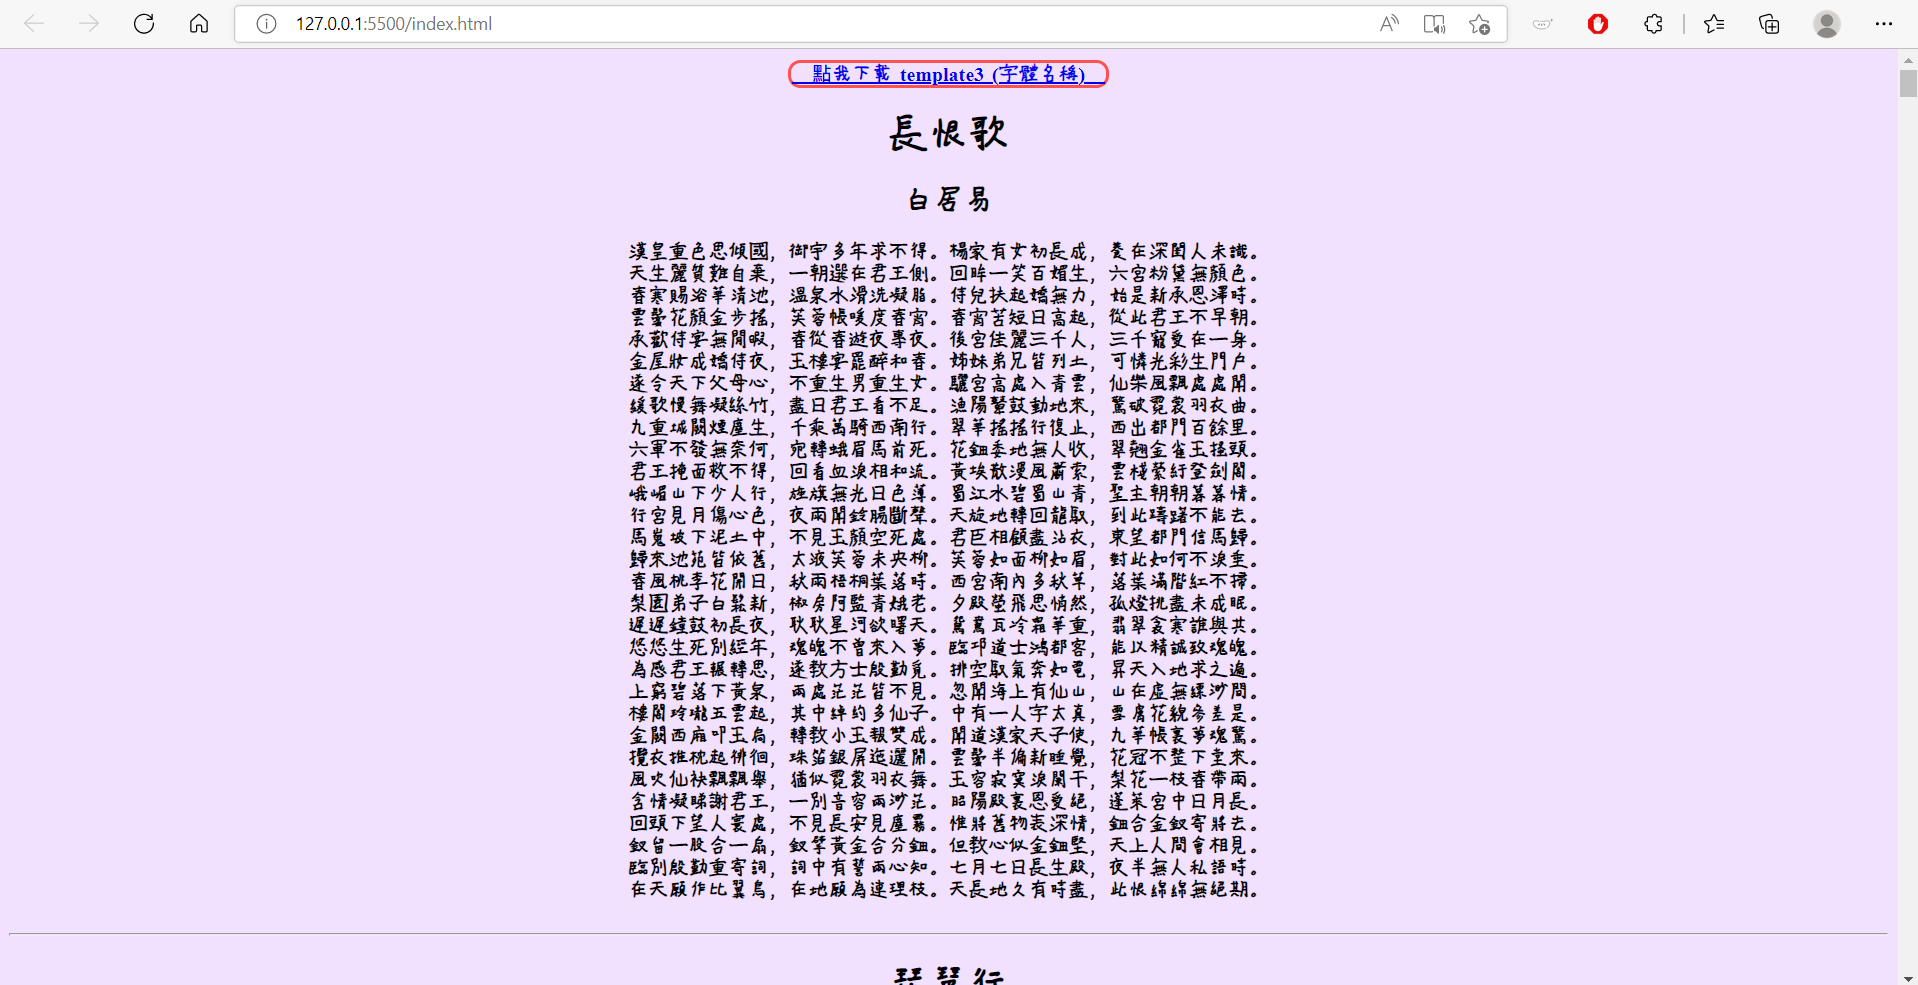 127.0.0.1:5500/index.html
點我下載 template3 (字體名稱)
長恨歌
白居易
漢皇重色思傾國，御宇多年求不得。楊家有女初長成，養在深閨人未識。
天生麗質難自棄，一朝選在君王側。回眸一笑百媚生，六宮粉黛無顏色。
春寒賜浴華清池，溫泉水滑洗凝脂。侍兒扶起嬌無力，始是新承恩澤時。
雲鬢花顏金步搖，芙蓉帳暖度春宵。春宵苦短日高起，從此君王不早朝。
承歡侍宴無閒暇，春從春遊夜專夜。後宮佳麗三千人，三千寵愛在一身。
金屋妝成嬌侍夜，玉樓宴罷醉和春。姊妹弟兄皆列土，可憐光彩生門戶。
遂令天下父母心，不重生男重生女。驪宮高處入青雲，仙樂風飄處處聞。
緩歌慢舞凝絲竹，盡日君王看不足。漁陽鼙鼓動地來，驚破霓裳羽衣曲。
九重城闕煙塵生，千乘萬騎西南行。翠華搖搖行復止，西出都門百餘里。
六軍不發無奈何，宛轉蛾眉馬前死。花鈿委地無人收，翠翹金雀玉搔頭。
君王掩面救不得，回看血淚相和流。黃埃散漫風蕭索，雲棧縈紆登劍閣。
峨嵋山下少人行，旌旗無光日色薄。蜀江水碧蜀山青，聖主朝朝暮暮情。
行宮見月傷心色，夜雨聞鈴腸斷聲。天旋地轉回龍馭，到此躊躇不能去。
馬嵬坡下泥土中，不見玉顏空死處。君臣相顧盡沾衣，東望都門信馬歸。
歸來池苑皆依舊，太液芙蓉未央柳。芙蓉如面柳如眉，對此如何不淚垂。
春風桃李花開日，秋雨梧桐葉落時。西宮南內多秋草，落葉滿階紅不掃。
梨園弟子白髮新，椒房阿監青娥老。夕殿螢飛思悄然，孤燈挑盡未成眠。
遲遲鐘鼓初長夜，耿耿星河欲曙天。鴛鴦瓦冷霜華重，翡翠衾寒誰與共。
悠悠生死別經年，魂魄不曾來入夢。臨邛道士鴻都客，能以精誠致魂魄。
為感君王輾轉思，遂教方士殷勤覓。排空馭氣奔如電，昇天入地求之遍。
上窮碧落下黃泉，兩處茫茫皆不見。忽聞海上有仙山，山在虛無縹渺間。
樓閣玲瓏五雲起，其中綽約多仙子。中有一人字太真，雪膚花貌參差是。
金闕西廂叩玉扃，轉教小玉報雙成。聞道漢家天子使，九華帳裏夢魂驚。
攬衣推枕起徘徊，珠箔銀屏迤邐開。雲鬢半偏新睡覺，花冠不整下堂來。
風吹仙袂飄飄舉，猶似霓裳羽衣舞。玉容寂寞淚闌干，梨花一枝春帶雨。
含情凝睇謝君王，一別音容兩渺茫。昭陽殿裏恩愛絕，蓬萊宮中日月長。
回頭下望人寰處，不見長安見塵霧。惟將舊物表深情，鈿合金釵寄將去。
釵留一股合一扇，釵擘黃金合分鈿。但教心似金鈿堅，天上人間會相見。
臨別殷勤重寄詞，詞中有誓兩心知。七月七日長生殿，夜半無人私語時。
在天願作比翼鳥，在地願為連理枝。天長地久有時盡，此恨綿綿無絕期。
琵琶行